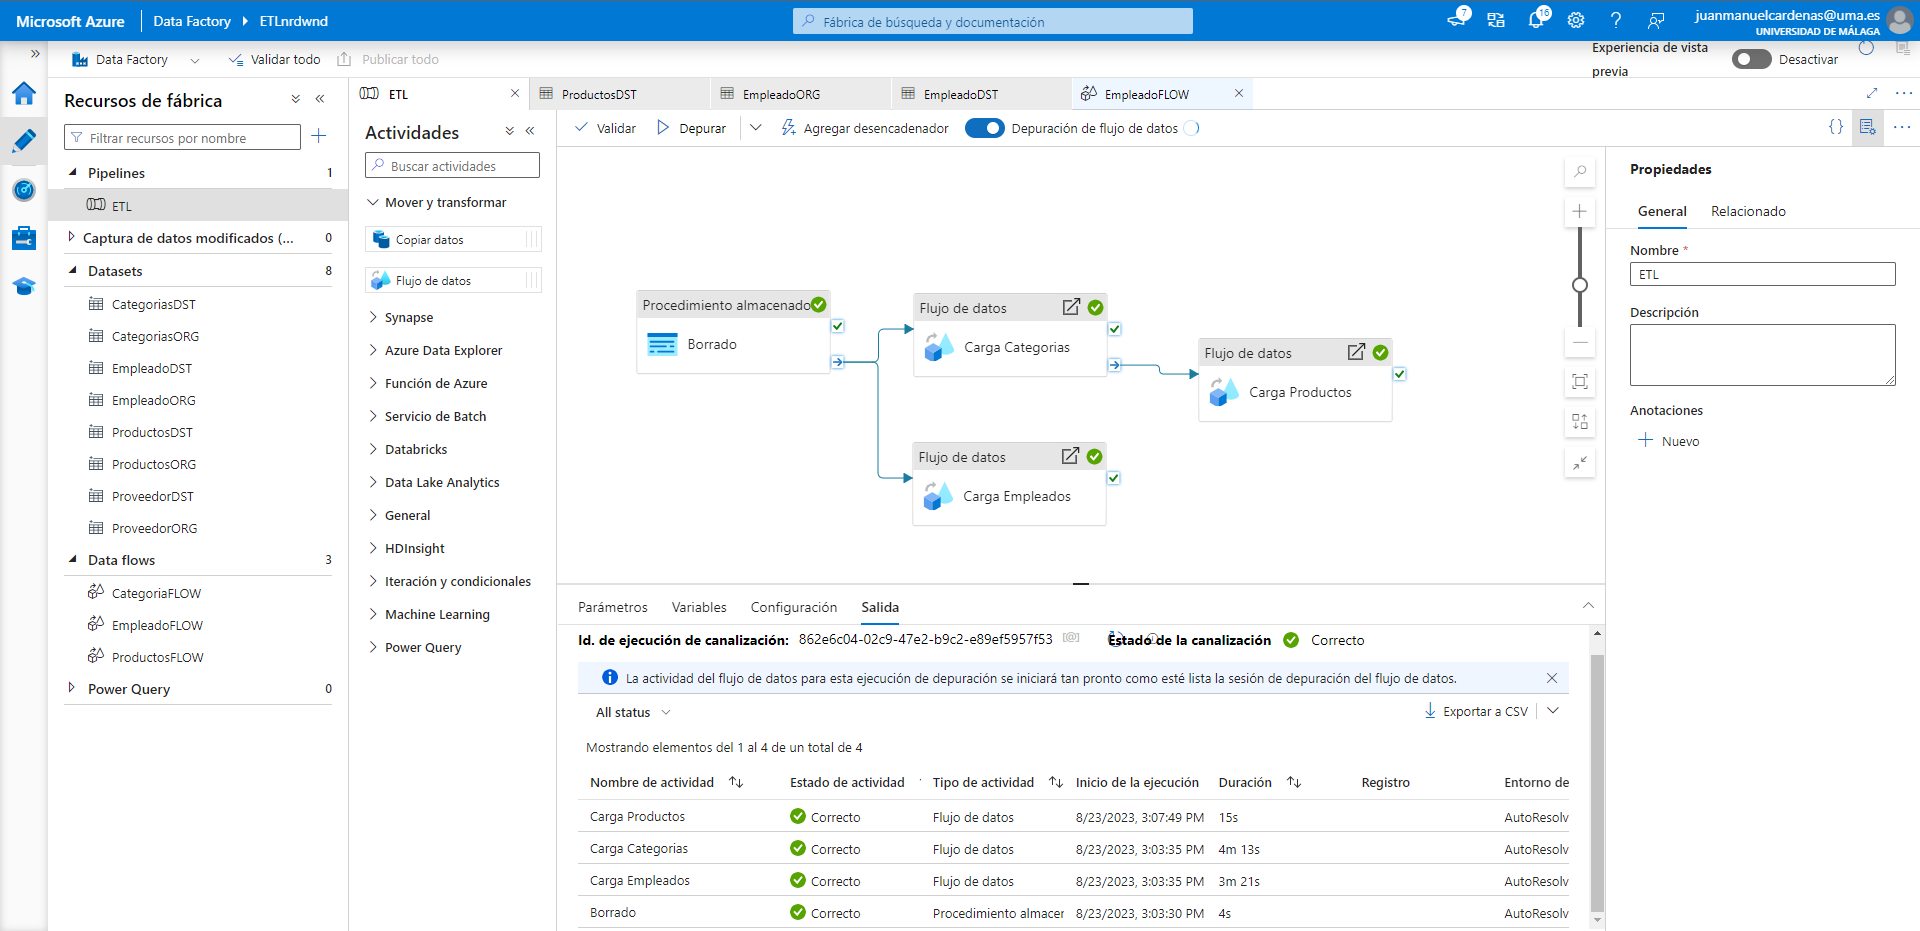 Microsoft Azure
Data Factory
ETLnrdwnd
Fábrica de búsqueda y documentación
7
16
juanmanuelcardenas@uma.es
UNIVERSIDAD DE MÁLAGA
Data Factory
Validar todo
Publicar todo
Experiencia de vista
previa
Desactivar
Recursos de fábrica
Filtrar recursos por nombre
Pipelines
1
ETL
Captura de datos modificados (...
0
Datasets
8
CategoriasDST
CategoriasORG
EmpleadoDST
EmpleadoORG
ProductosDST
ProductosORG
ProveedorDST
ProveedorORG
Data flows
3
CategoriaFLOW
EmpleadoFLOW
ProductosFLOW
Power Query
0
ETL
ProductosDST
EmpleadoORG
EmpleadoDST
EmpleadoFLOW
Actividades
Buscar actividades
Mover y transformar
Copiar datos
Flujo de datos
Synapse
Azure Data Explorer
Función de Azure
Servicio de Batch
Databricks
Data Lake Analytics
General
HDInsight
Iteración y condicionales
Machine Learning
Power Query
Validar
Depurar
Agregar desencadenador
Depuración de flujo de datos
Procedimiento almacenado
Borrado
Flujo de datos
Carga Categorias
Flujo de datos
Carga Productos
Flujo de datos
Carga Empleados
Parámetros
Variables
Configuración
Salida
Id. de ejecución de canalización:
862e6c04-02c9-47e2-b9c2-e89ef5957f53
Estado de la canalización
Correcto
La actividad del flujo de datos para esta ejecución de depuración se iniciará tan pronto como esté lista la sesión de depuración del flujo de datos.
All status
Exportar a CSV
Mostrando elementos del 1 al 4 de un total de 4
Nombre de actividad
Estado de actividad
Tipo de actividad
Inicio de la ejecución
Duración
Registro
Entorno de
Carga Productos
Correcto
Flujo de datos
8/23/2023, 3:07:49 PM
15s
AutoResolv
Carga Categorias
Correcto
Flujo de datos
8/23/2023, 3:03:35 PM
4m 13s
AutoResolv
Carga Empleados
Correcto
Flujo de datos
8/23/2023, 3:03:35 PM
3m 21s
AutoResolv
Borrado
Correcto
Procedimiento almacer
8/23/2023, 3:03:30 PM
4s
AutoResolv
Propiedades
General
Relacionado
Nombre *
ETL
Descripción
Anotaciones
Nuevo